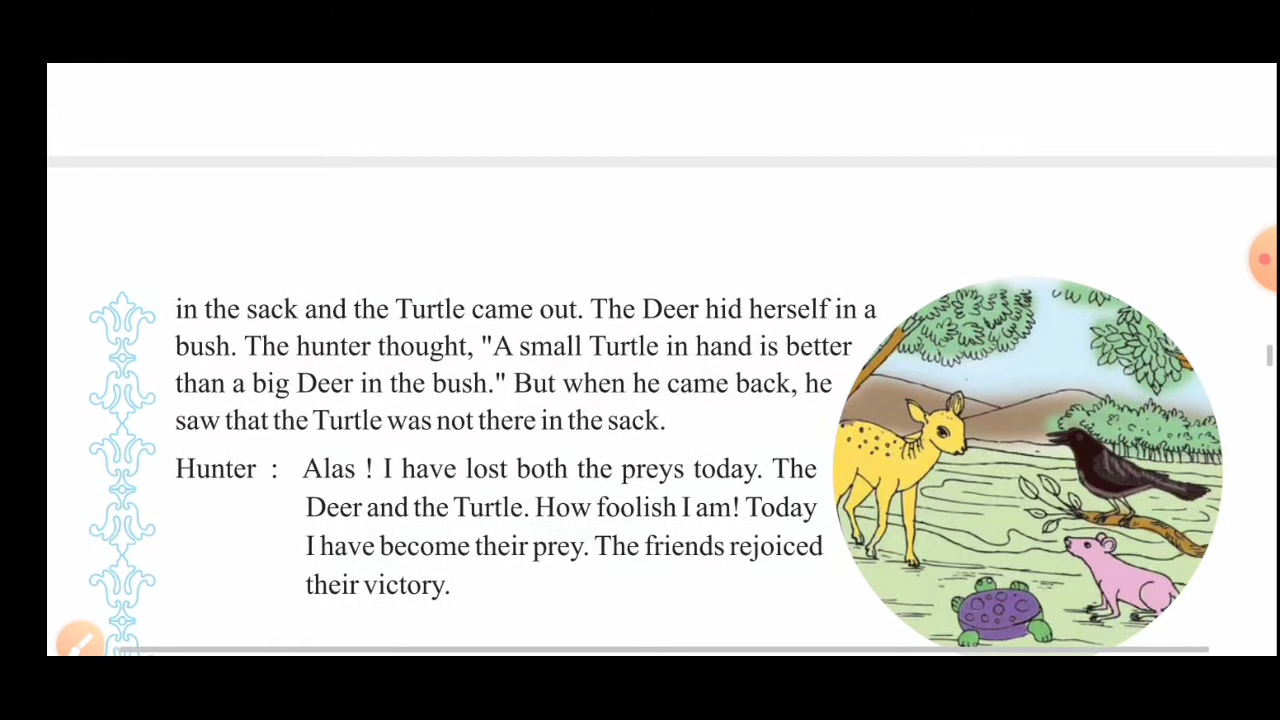 in the sack and the Turtle came out. The Deer hid herself in a
bush. The hunter thought, "A small Turtle in hand is better
than a big Deer in the bush." But when he came back, he
saw that the Turtle was not there in the sack.
Hunter : Alas ! I have lost both the preys today. The
Deer and the Turtle. How foolish I am! Today
I have become their prey. The friends rejoiced
their victory.